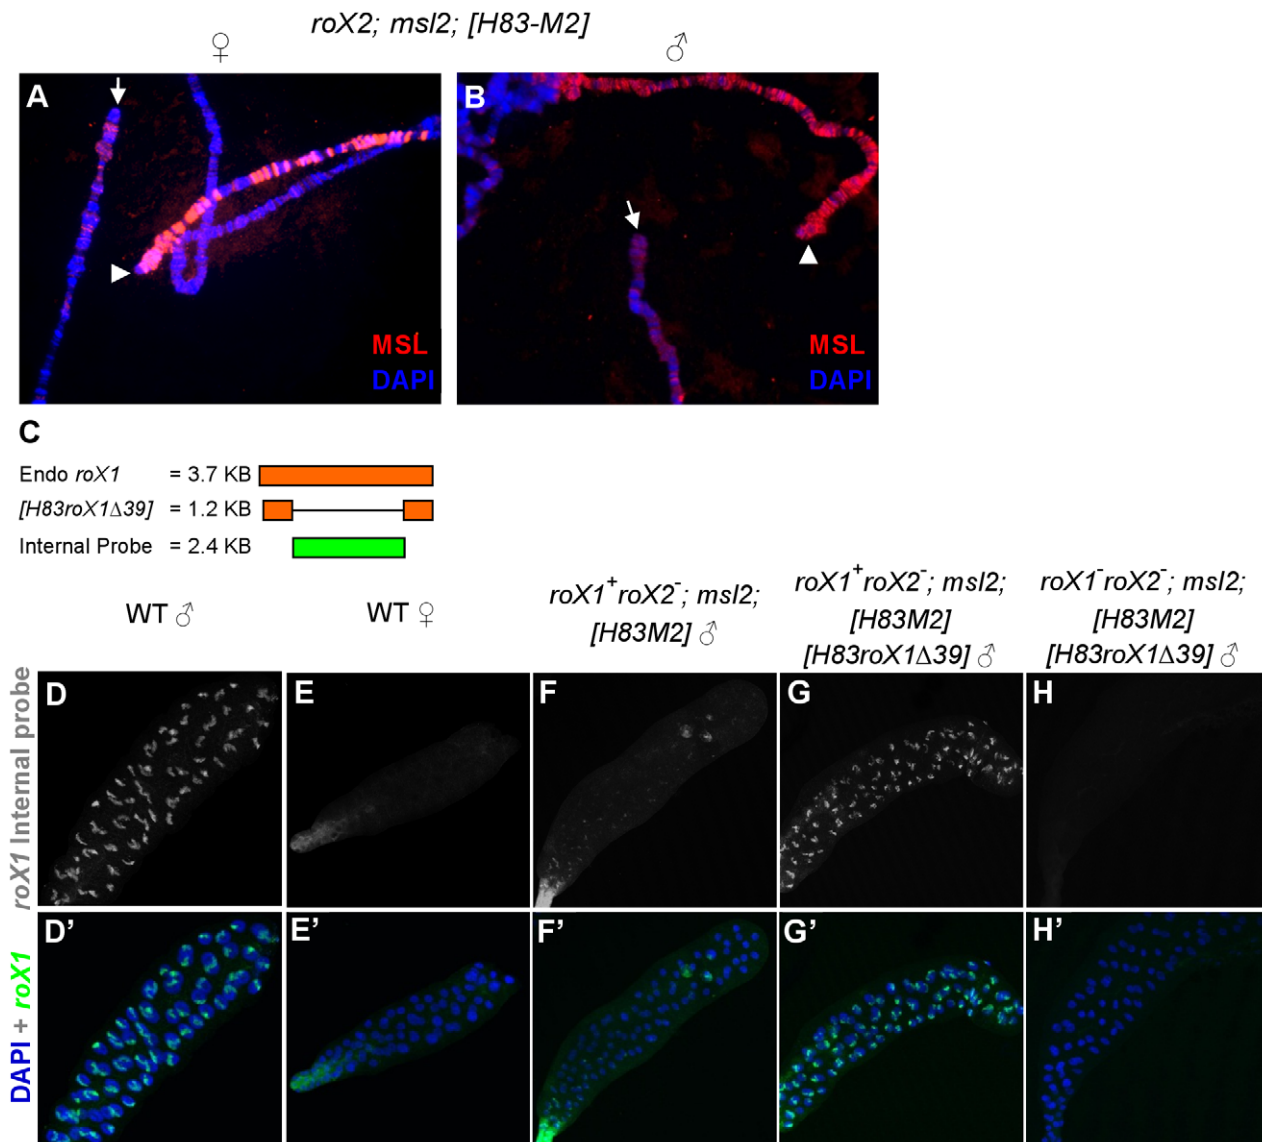 roX2; msl2; [H83-M2]
♀ ♂
A B
MSL MSL
DAPI DAPI
C
Endo roX1 = 3.7 KB
[H83roX1Δ39] = 1.2 KB
Internal Probe = 2.4 KB
WT ♂
WT ♀
roX1+roX2-; msl2;
[H83M2] ♂
roX1+roX2-; msl2;
[H83M2]
[H83roX1Δ39] ♂
roX1-roX2-; msl2;
[H83M2]
[H83roX1Δ39] ♂
roX1 Internal probe
D E F G H
DAPI + roX1
D' E' F' G' H'